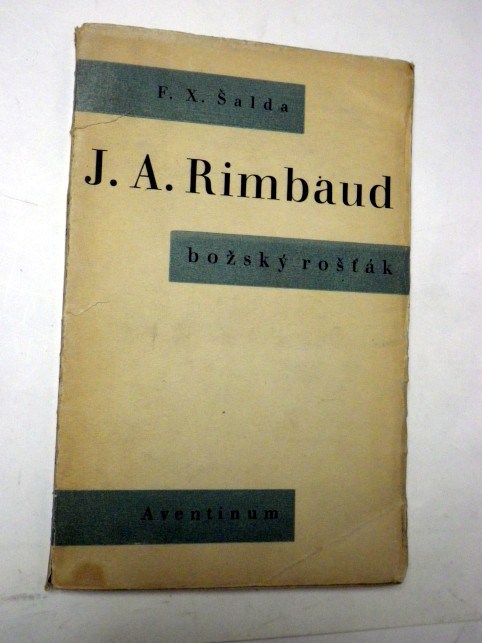 F. X. Šalda
J. A. Rimbaud
božský rošťák
Aventinum